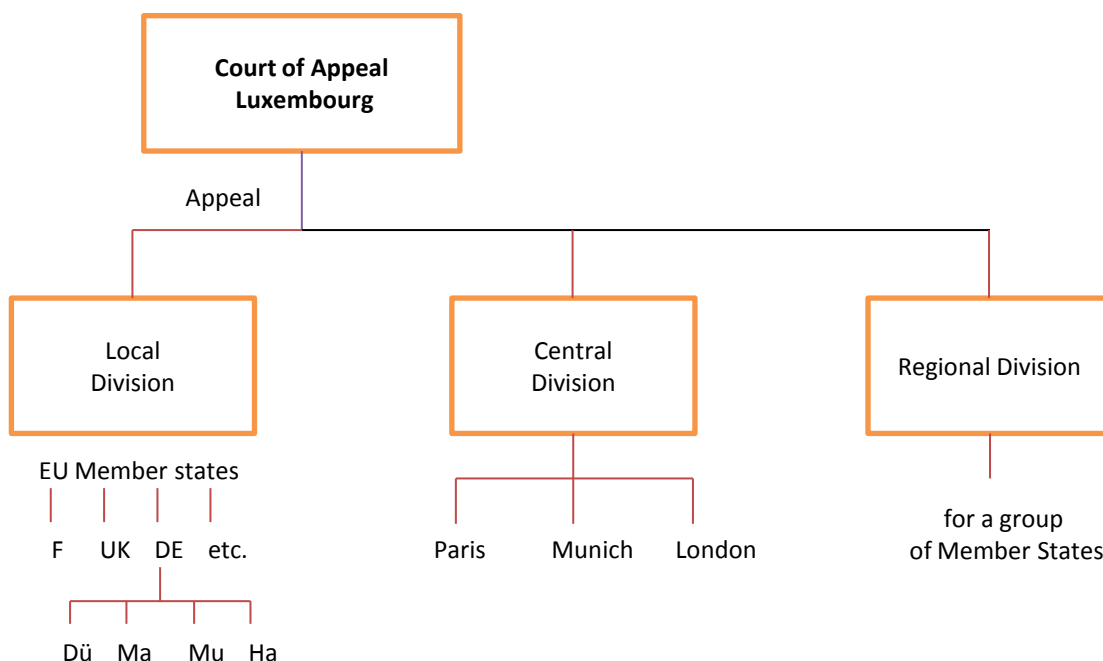 Court of Appeal
Luxembourg
Appeal
Local
Division
Central
Division
Regional Division
EU Member states
F UK DE etc.
Paris Munich London
for a group
of Member States
Dü Ma Mu Ha